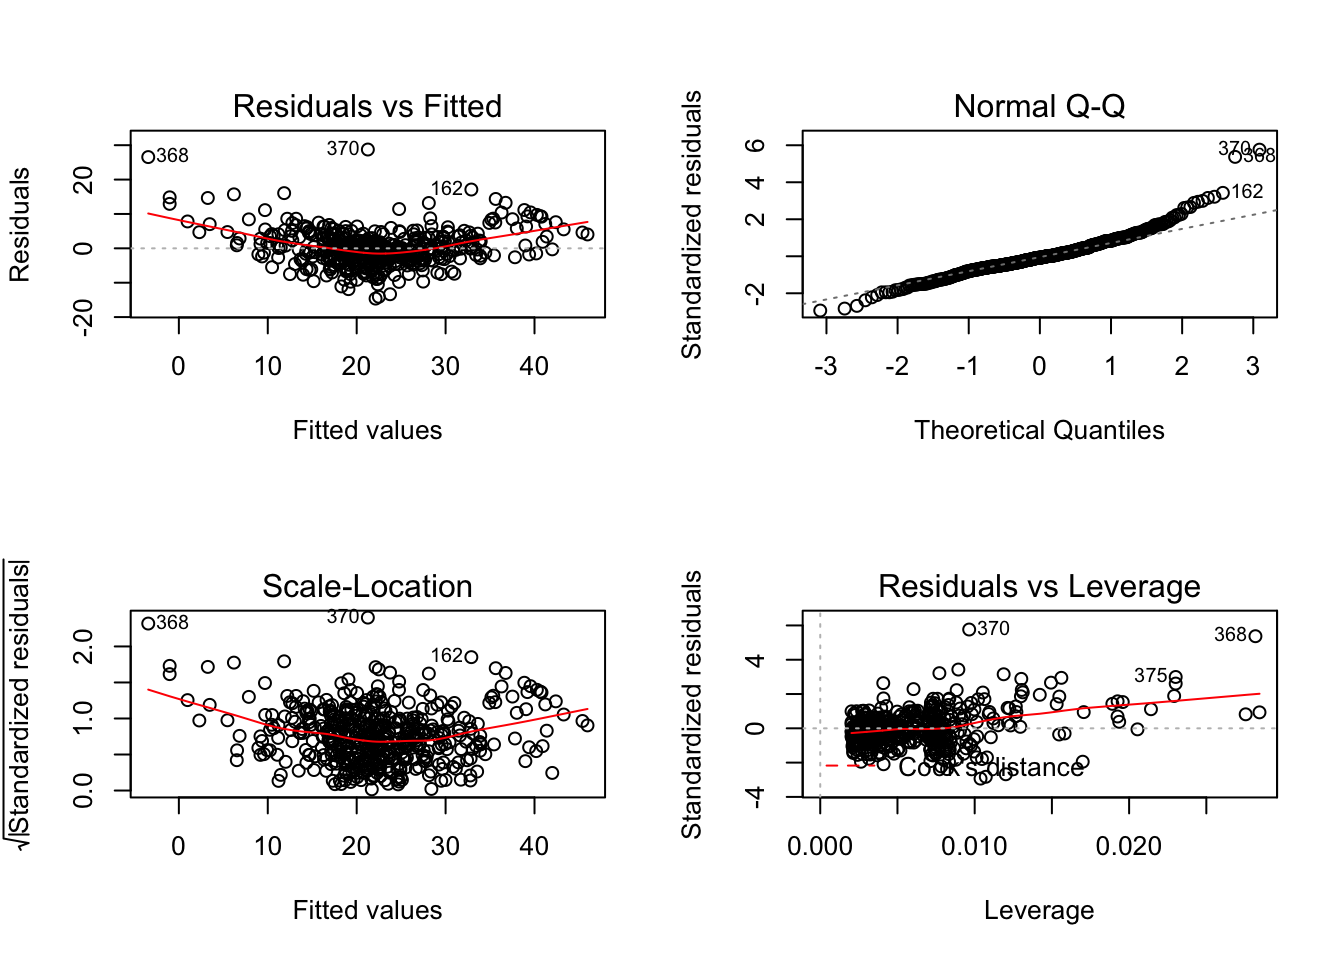 Residuals vs Fitted
Residuals
20
0
-20
368
370
162
0 10 20 30 40
Fitted values
Normal Q-Q
Standardized residuals
6
4
2
-2
370
368
162
-3 -2 -1 0 1 2 3
Theoretical Quantiles
Scale-Location
√|Standardized residuals|
2.0
1.0
0.0
368
370
162
0 10 20 30 40
Fitted values
Residuals vs Leverage
Standardized residuals
4
0
-4
370
368
375
Cook's distance
0.000 0.010 0.020
Leverage